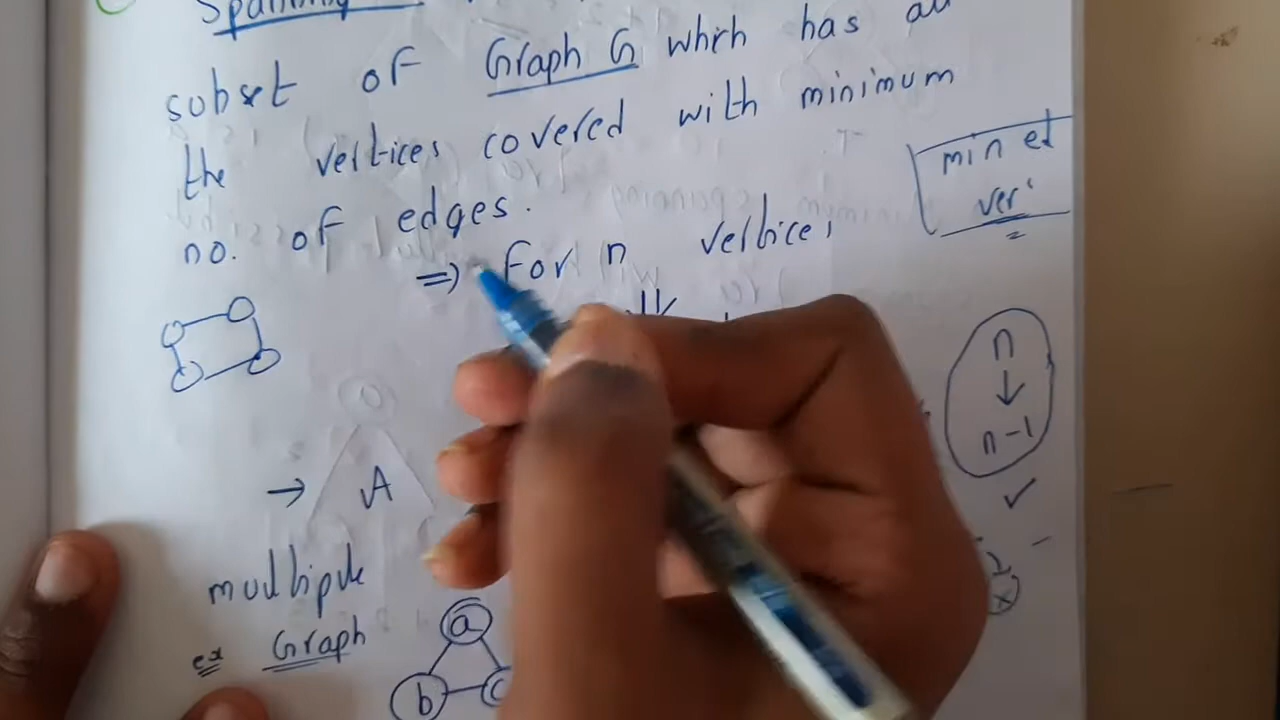 subset of Graph G which has all
the vertices covered with minimum
no. of edges.
min ed
ver
=> For n vertices
n
↓
n-1
→ A
multiple
ex Graph
a
b
c